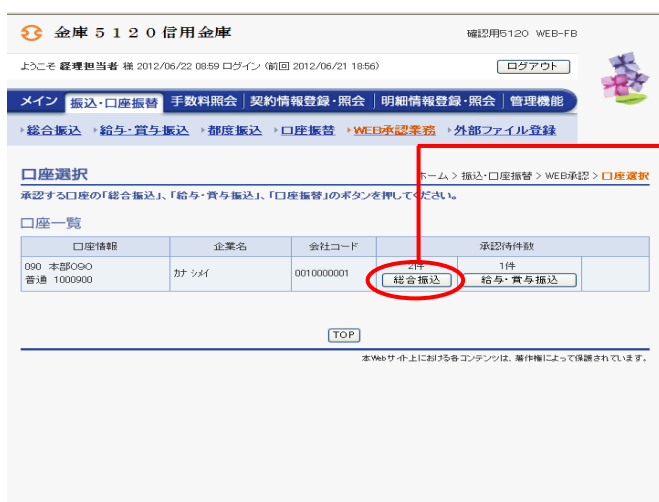 金庫５１２０信用金庫
確認用5120 WEB-FB
ようこそ 経理担当者 様 2012/06/22 08:59 ログイン (前回 2012/06/21 18:56)
ログアウト
メイン 振込・口座振替 手数料照会 契約情報登録・照会 明細情報登録・照会 管理機能
総合振込 給与・賞与振込 都度振込 口座振替 WEB承認業務 外部ファイル登録
口座選択
ホーム > 振込・口座振替 > WEB承認 > 口座選択
承認する口座の「総合振込」、「給与・賞与振込」、「口座振替」のボタンを押してください。
口座一覧
口座情報 企業名 会社コード 承認待件数
090 本部090
普通 1000900
ｶﾅ ｼﾒｲ
0010000001
2件 1件
総合振込 給与・賞与振込
TOP
本Webサイト上における各コンテンツは、著作権によって保護されています。